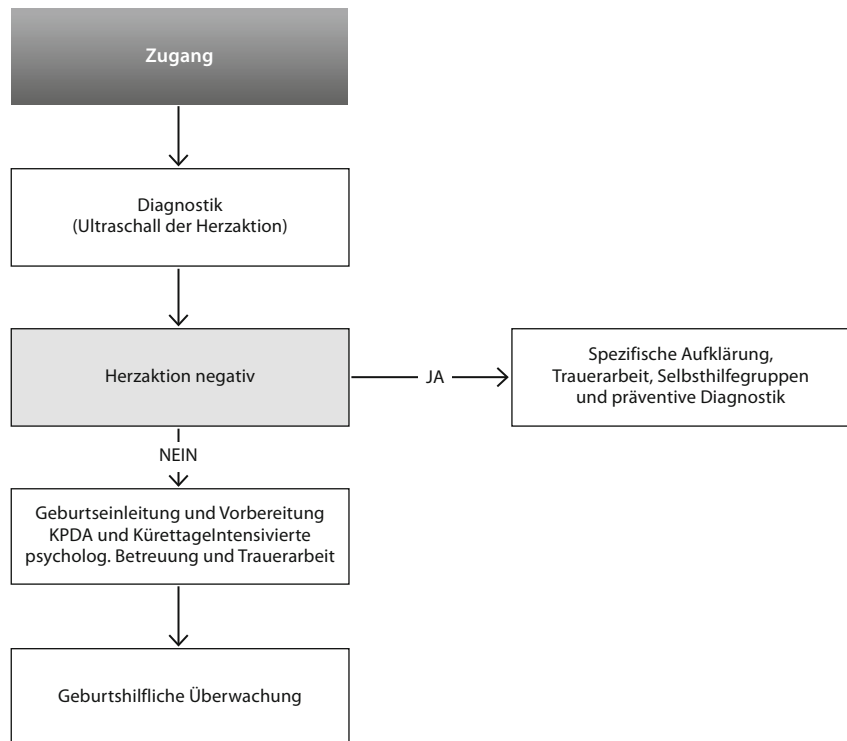 Zugang
Diagnostik
(Ultraschall der Herzaktion)
Herzaktion negativ
JA
Spezifische Aufklärung,
Trauerarbeit, Selbsthilfegruppen
und präventive Diagnostik
NEIN
Geburtseinleitung und Vorbereitung
KPDA und KürettageIntensivierte
psycholog. Betreuung und Trauerarbeit
Geburtshilfliche Überwachung